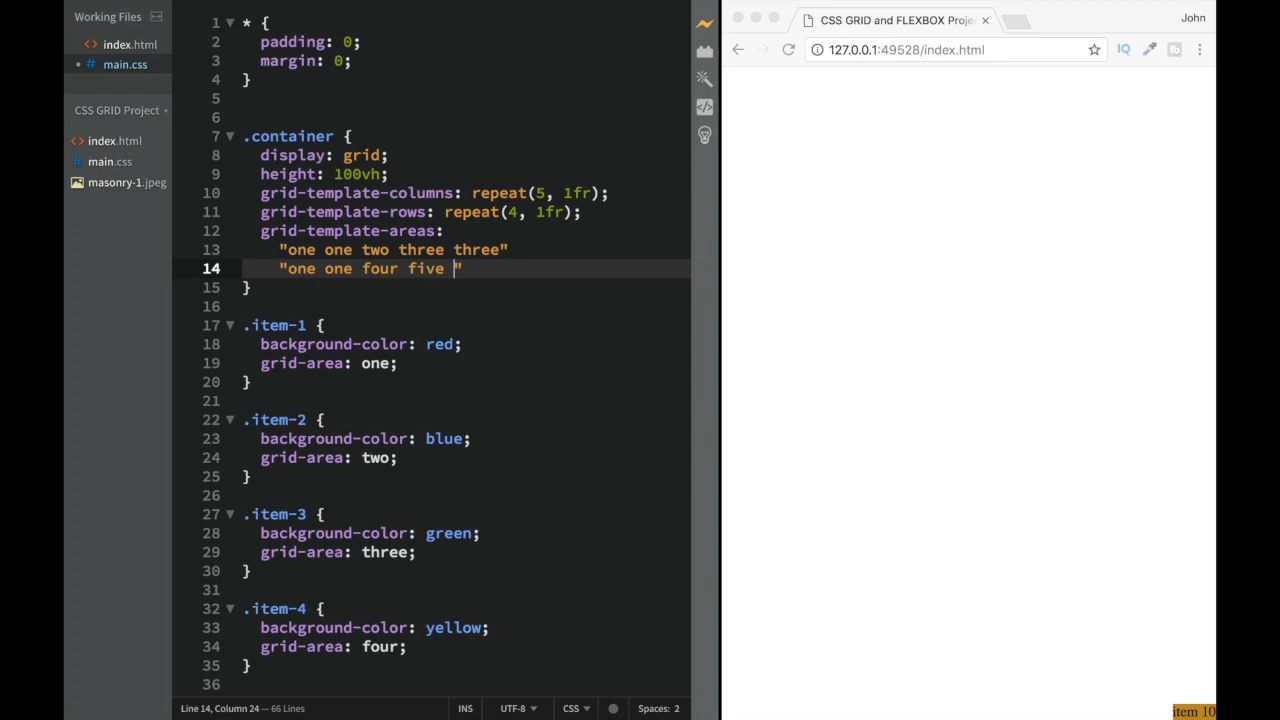 Working Files
index.html
main.css
CSS GRID Project
index.html
main.css
masonry-1.jpeg
1 * {
2 padding: 0;
3 margin: 0;
4 }
5
6
7 .container {
8 display: grid;
9 height: 100vh;
10 grid-template-columns: repeat(5, 1fr);
11 grid-template-rows: repeat(4, 1fr);
12 grid-template-areas:
13 "one one two three three"
14 "one one four five "
15 }
16
17 .item-1 {
18 background-color: red;
19 grid-area: one;
20 }
21
22 .item-2 {
23 background-color: blue;
24 grid-area: two;
25 }
26
27 .item-3 {
28 background-color: green;
29 grid-area: three;
30 }
31
32 .item-4 {
33 background-color: yellow;
34 grid-area: four;
35 }
36
Line 14, Column 24 — 66 Lines
INS
UTF-8
CSS
Spaces: 2
CSS GRID and FLEXBOX Proje
John
127.0.0.1:49528/index.html
IQ
item 10